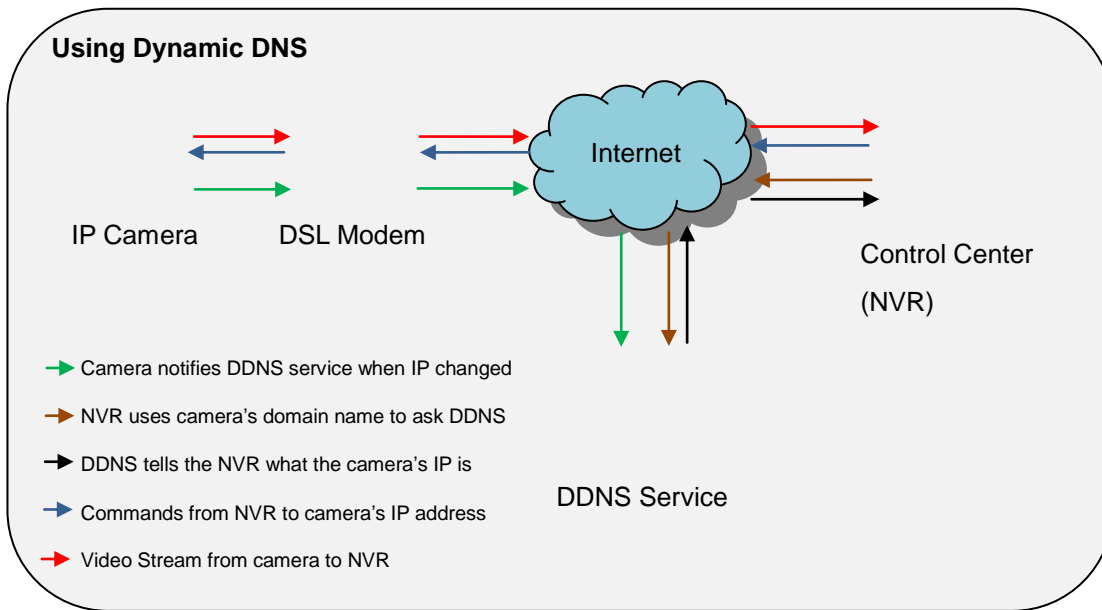 Using Dynamic DNS
Internet
IP Camera
DSL Modem
Control Center
(NVR)
Camera notifies DDNS service when IP changed
NVR uses camera’s domain name to ask DDNS
DDNS tells the NVR what the camera’s IP is
DDNS Service
Commands from NVR to camera’s IP address
Video Stream from camera to NVR